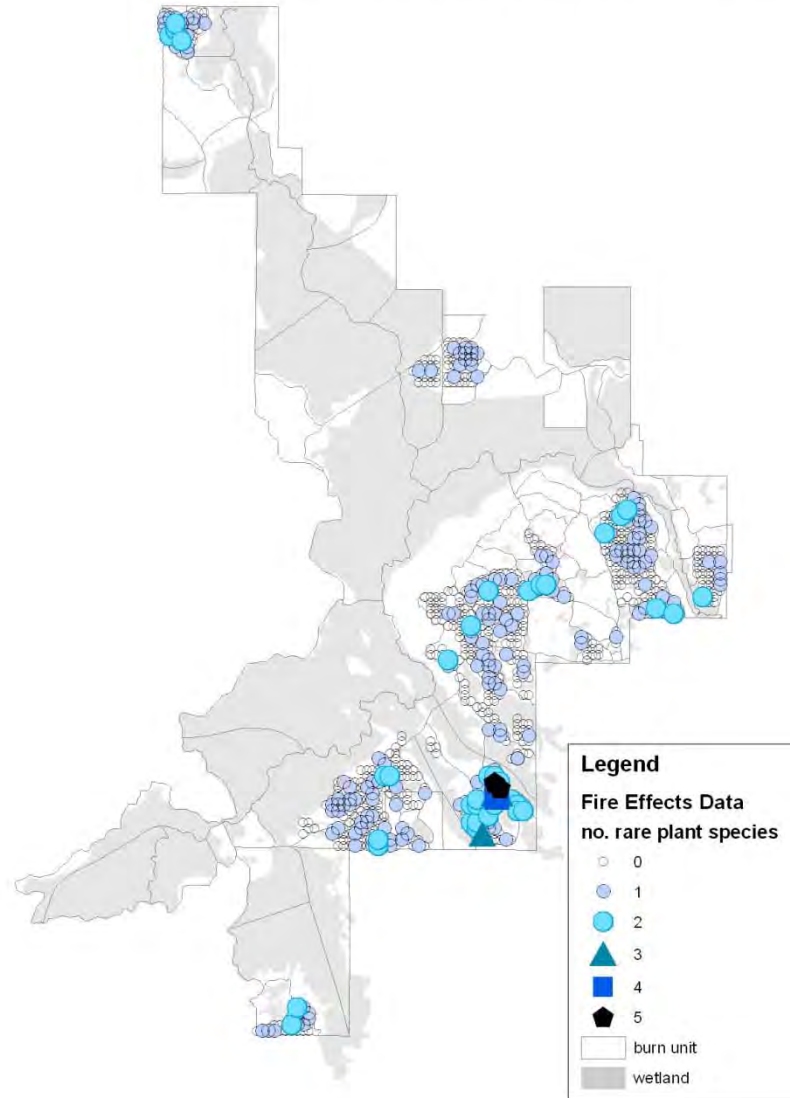 Legend
Fire Effects Data
no. rare plant species
0
1
2
3
4
5
burn unit
wetland